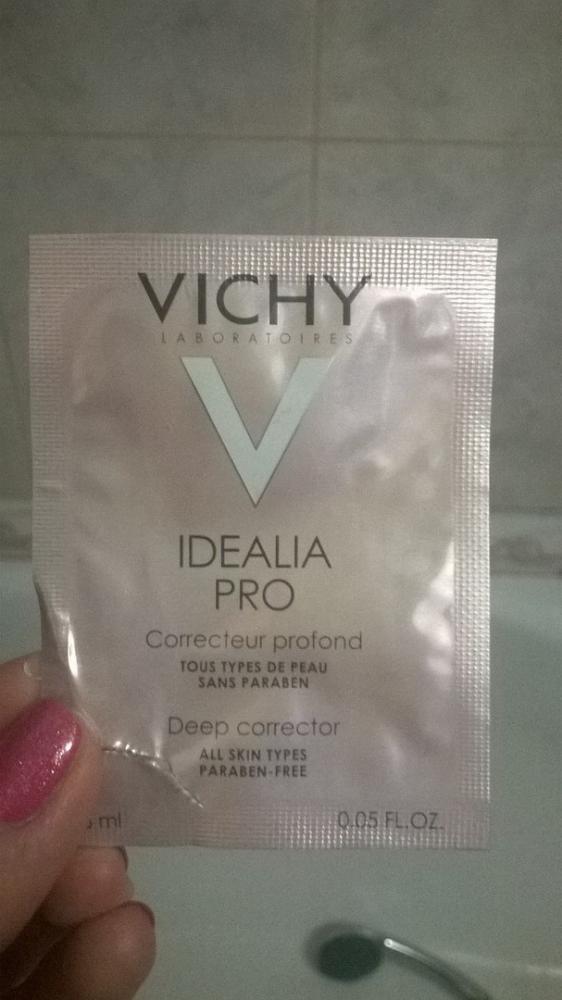 VICHY
LABORATOIRES
V
IDEALIA
PRO
Correcteur profond
TOUS TYPES DE PEAU
SANS PARABEN
Deep corrector
ALL SKIN TYPES
PARABEN-FREE
ml 0.05 FL.OZ.